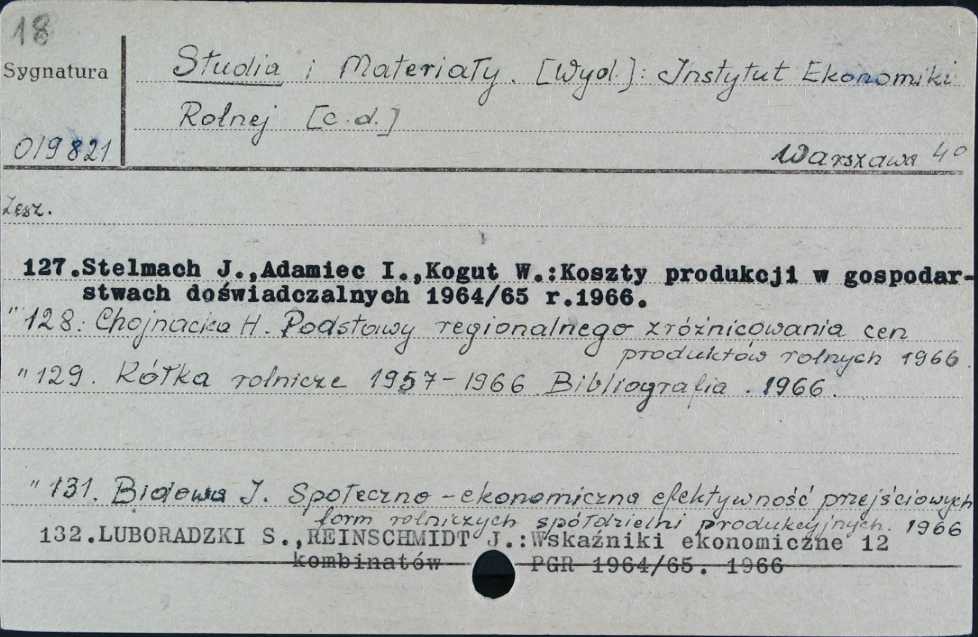 18
Sygnatura
Studia i Materiały. [Wyd]: Instytut Ekonomiki
Rolnej [c.d.]
019821
Warszawa 4°
Zesz.
127.Stelmach J.,Adamiec I.,Kogut W.:Koszty produkcji w gospodar-
stwach doświadczalnych 1964/65 r.1966.
" 128. Chojnacka H. Podstawy regionalnego zróżnicowania cen
produktów rolnych 1966.
" 129. Kółka rolnicze 1957-1966 Bibliografia . 1966.
" 131. J. Społeczno-ekonomiczna efektywność przejściowych
form rolniczych spółdzielni produkcyjnych. 1966
132.LUBORADZKI S.,REINSCHMIDT J.:Wskaźniki ekonomiczne 12
kombinatów PGR 1964/65. 1966